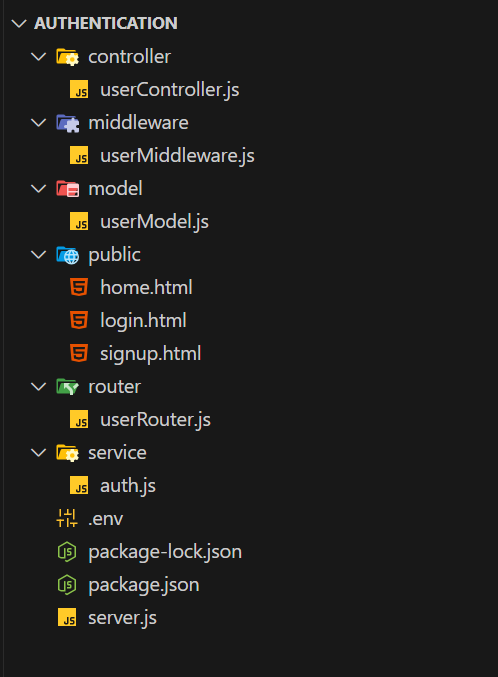 AUTHENTICATION
controller
JS userController.js
middleware
JS userMiddleware.js
model
JS userModel.js
public
home.html
login.html
signup.html
router
JS userRouter.js
service
JS auth.js
.env
package-lock.json
package.json
JS server.js